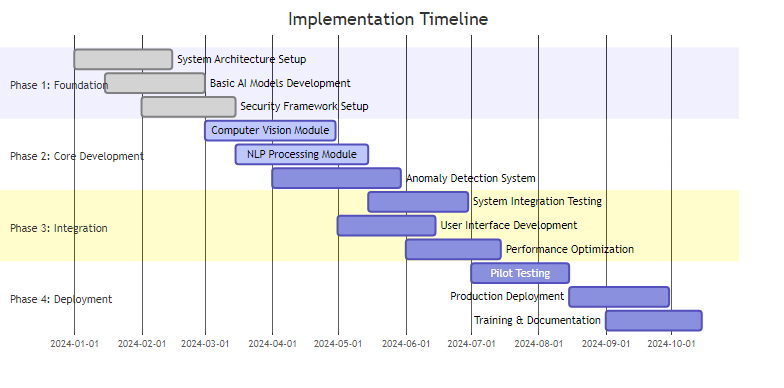 Implementation Timeline
System Architecture Setup
Phase 1: Foundation
Basic AI Models Development
Security Framework Setup
Computer Vision Module
Phase 2: Core Development
NLP Processing Module
Anomaly Detection System
System Integration Testing
Phase 3: Integration
User Interface Development
Performance Optimization
Pilot Testing
Phase 4: Deployment
Production Deployment
Training & Documentation
2024-01-01 2024-02-01 2024-03-01 2024-04-01 2024-05-01 2024-06-01 2024-07-01 2024-08-01 2024-09-01 2024-10-01